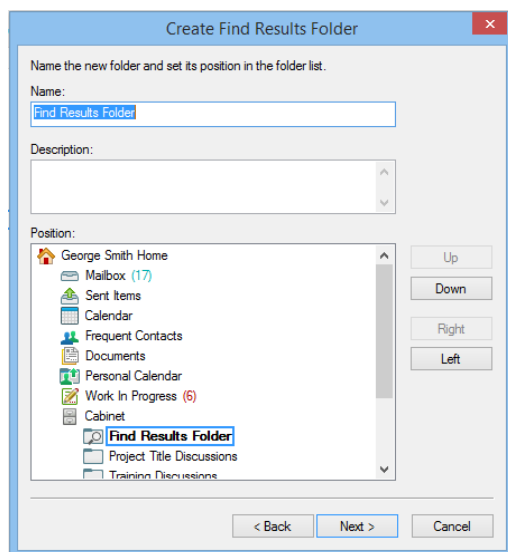 Create Find Results Folder
Name the new folder and set its position in the folder list.
Name:
Find Results Folder
Description:
Position:
George Smith Home
Mailbox (17)
Sent Items
Calendar
Frequent Contacts
Documents
Personal Calendar
Work In Progress (6)
Cabinet
Find Results Folder
Project Title Discussions
Training Discussions
Up
Down
Right
Left
< Back
Next >
Cancel